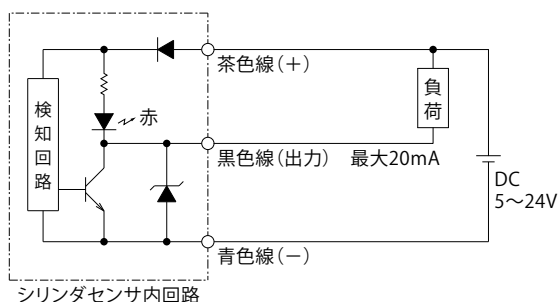 茶色線(+)
検知回路
赤
負荷
黒色線(出力) 最大20mA
DC
5〜24V
青色線(−)
シリンダセンサ内回路